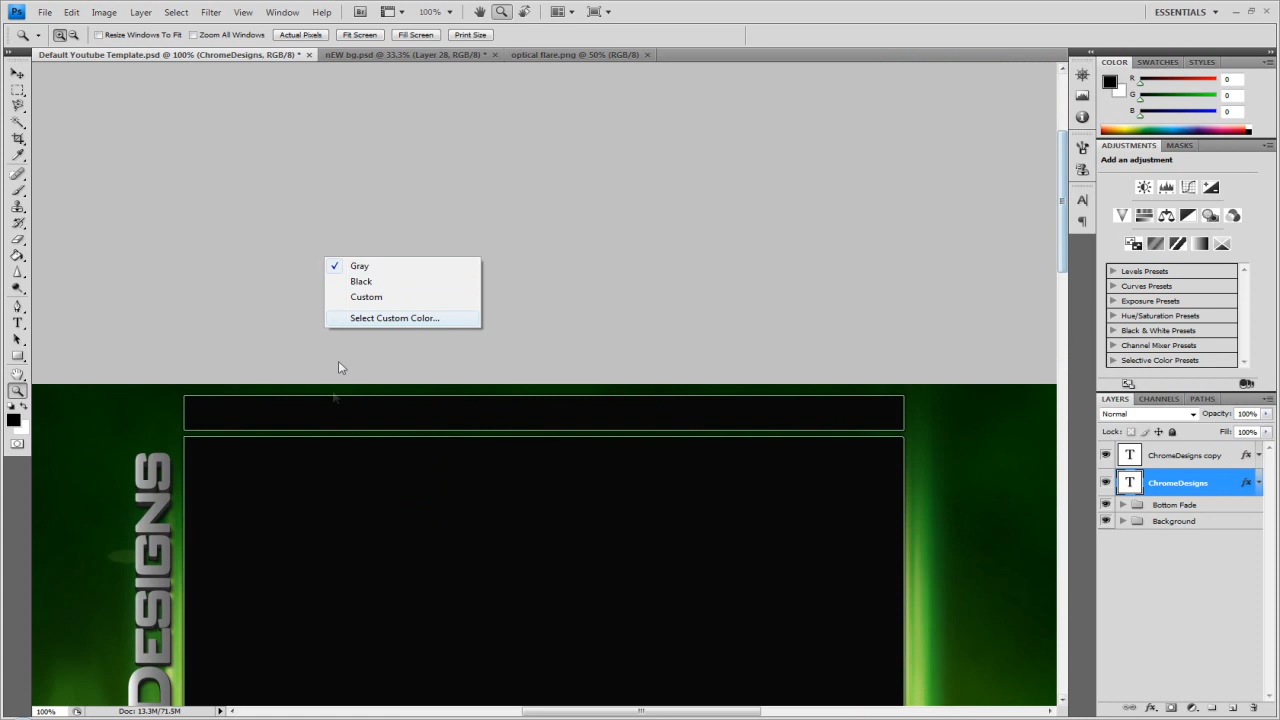 Ps File Edit Image Layer Select Filter View Window Help Br 100% ESSENTIALS
Resize Windows To Fit Zoom All Windows Actual Pixels Fit Screen Fill Screen Print Size
Default Youtube Template.psd @ 100% (ChromeDesigns, RGB/8) * × nEW bg.psd @ 33.3% (Layer 28, RGB/8) * × optical flare.png @ 50% (RGB/8) ×
COLOR SWATCHES STYLES
R 0
G 0
B 0
ADJUSTMENTS MASKS
Add an adjustment
Gray
Black
Custom
Select Custom Color...
Levels Presets
Curves Presets
Exposure Presets
Hue/Saturation Presets
Black & White Presets
Channel Mixer Presets
Selective Color Presets
LAYERS CHANNELS PATHS
Normal Opacity: 100%
Lock: Fill: 100%
T ChromeDesigns copy fx
T ChromeDesigns fx
Bottom Fade
Background
DESIGNS
100% Doc: 13.3M/71.5M